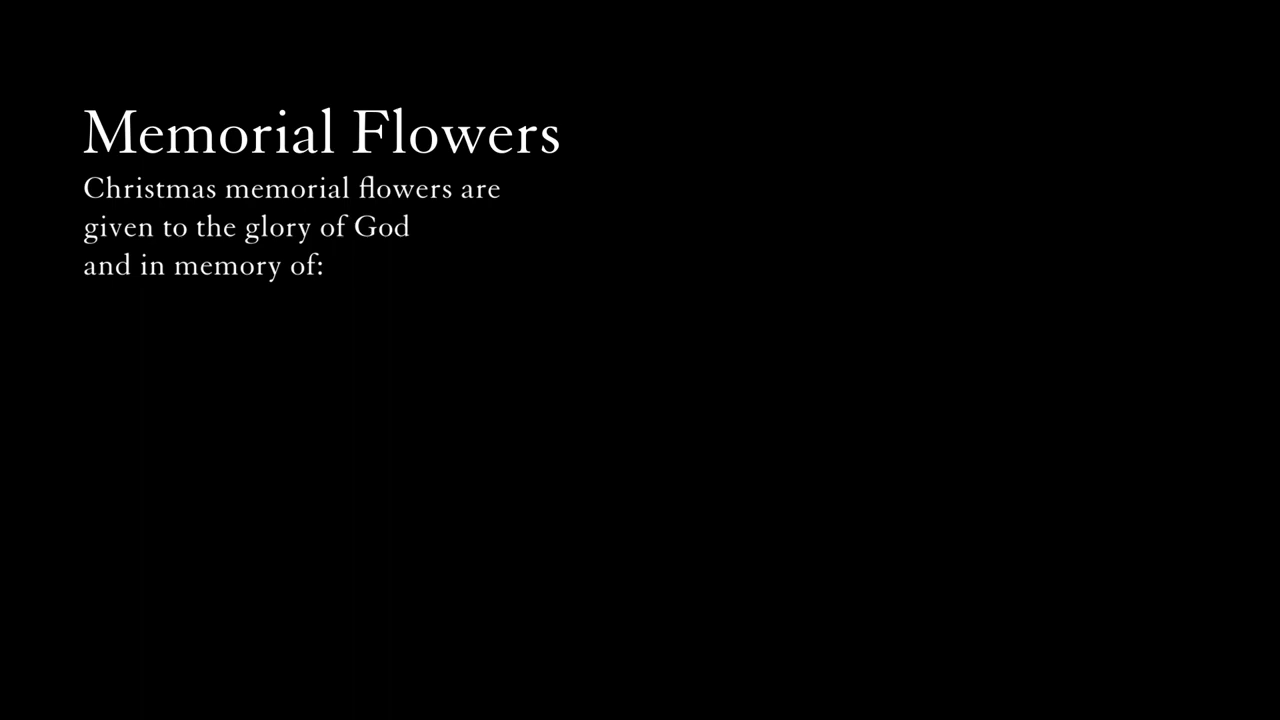 Memorial Flowers
Christmas memorial flowers are
given to the glory of God
and in memory of: